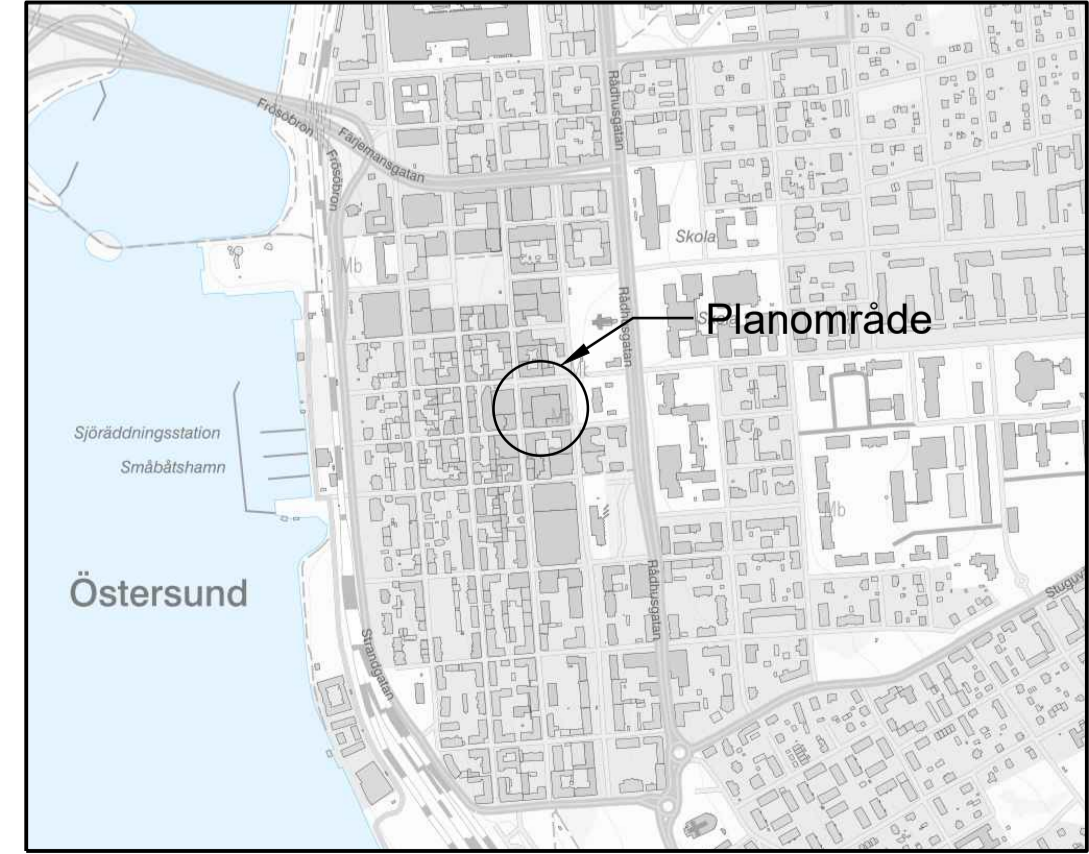 Rådhusgatan
Frösöbron
Färjemansgatan
Frösöbron
Skola
Mb
Rådhusgatan
Planområde
Sjöräddningsstation
Småbåtshamn
Mb
Östersund
Rådhusgatan
Strandgatan